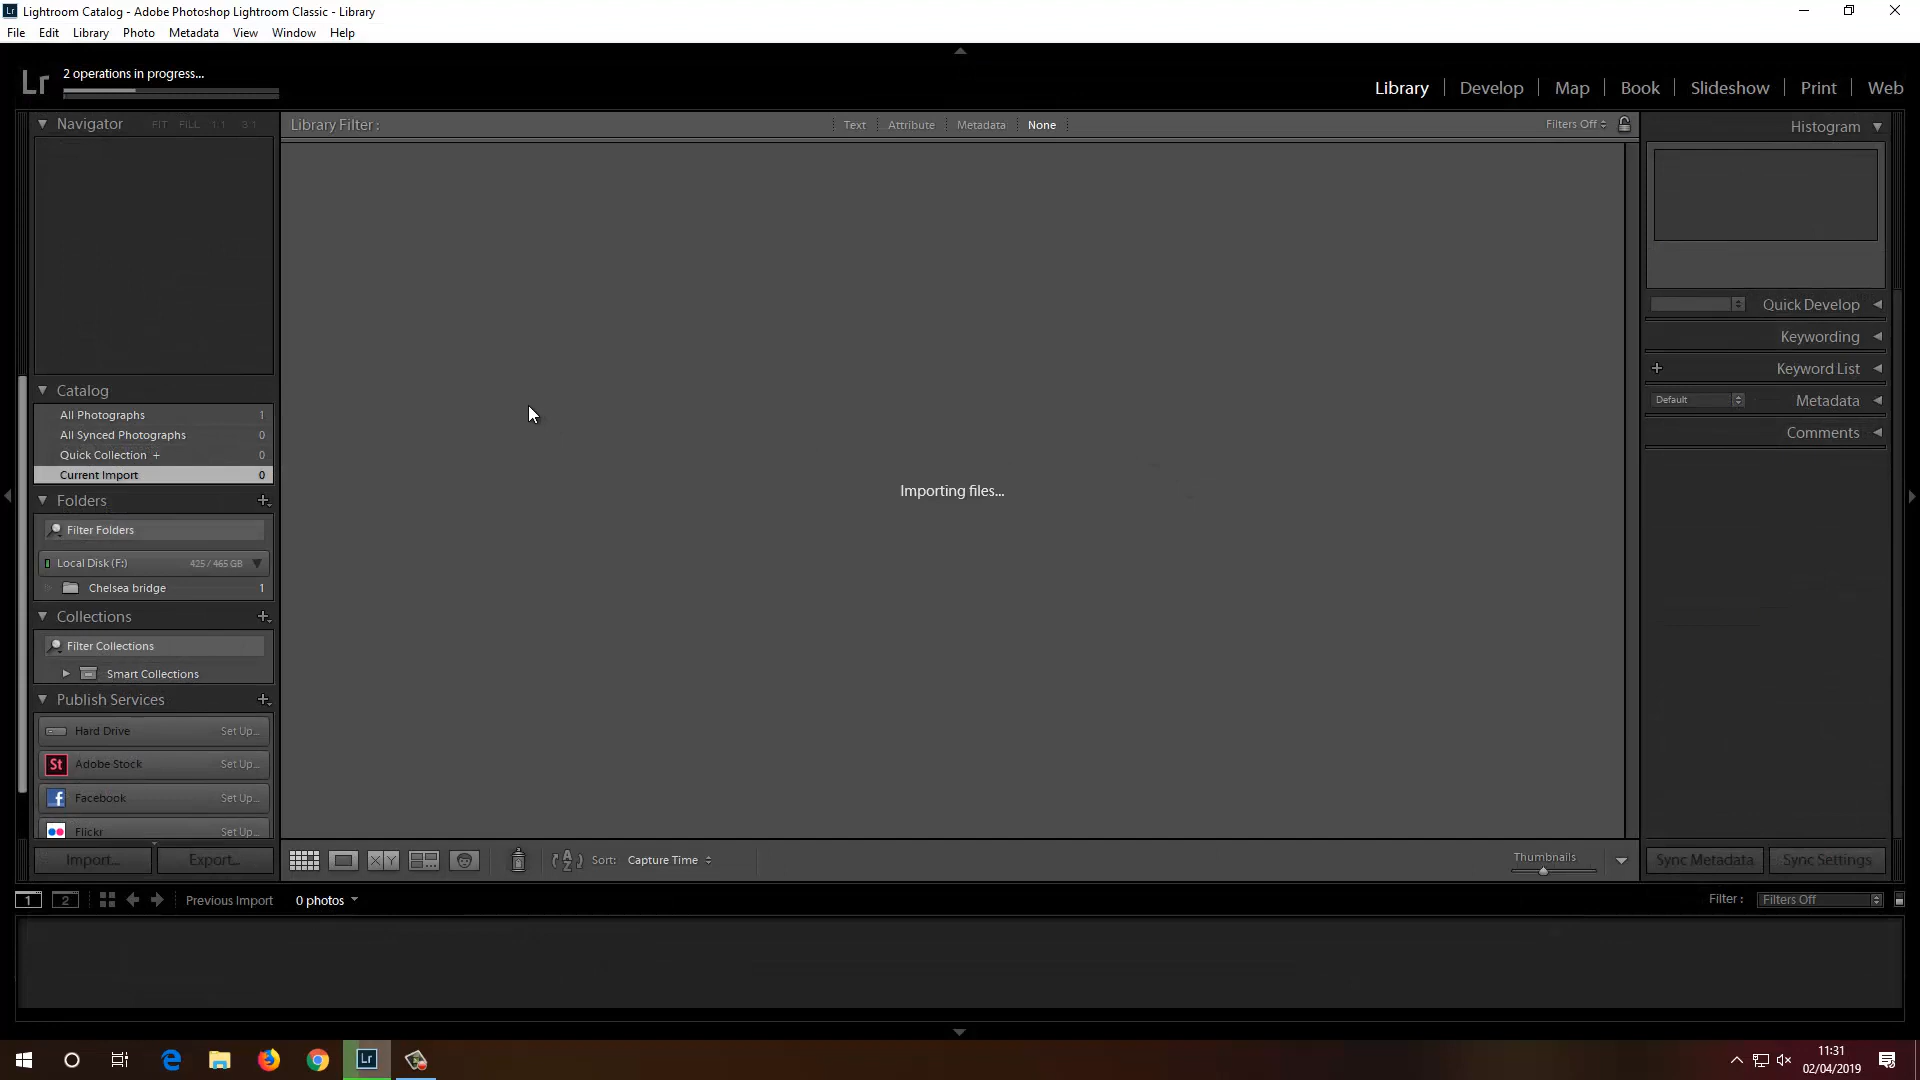 Lr Lightroom Catalog - Adobe Photoshop Lightroom Classic - Library
File Edit Library Photo Metadata View Window Help
Lr 2 operations in progress...
Library Develop Map Book Slideshow Print Web
Navigator FIT FILL 1:1 3:1
Library Filter : Text Attribute Metadata None Filters Off
Histogram
Quick Develop
Keywording
+ Keyword List
Default Metadata
Comments
Catalog
All Photographs 1
All Synced Photographs 0
Quick Collection + 0
Current Import 0
Folders +
Filter Folders
Local Disk (F:) 425 / 465 GB
Chelsea bridge 1
Collections +
Filter Collections
Smart Collections
Publish Services +
Hard Drive Set Up...
St Adobe Stock Set Up...
f Facebook Set Up...
Flickr Set Up...
Importing files...
Import... Export...
X Y Sort: Capture Time Thumbnails
Sync Metadata Sync Settings
1 2 Previous Import 0 photos Filter : Filters Off
Lr
11:31
02/04/2019